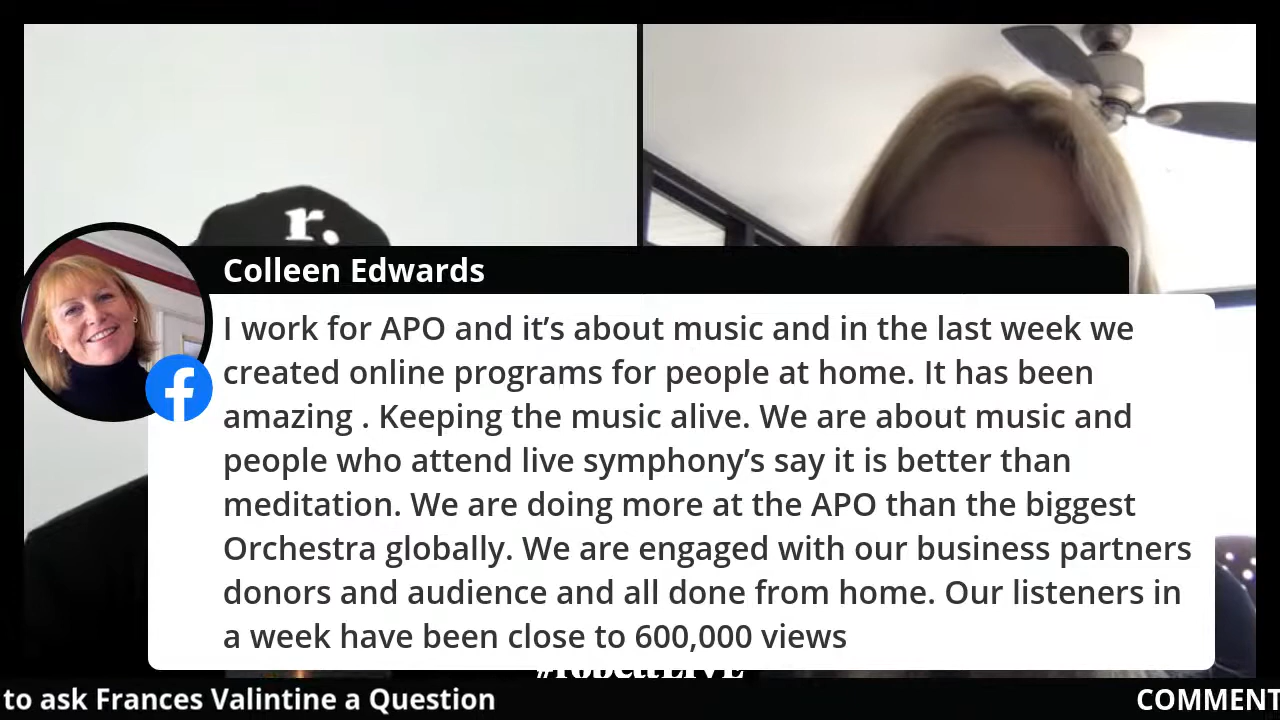 r.
Colleen Edwards
I work for APO and it’s about music and in the last week we
created online programs for people at home. It has been
amazing . Keeping the music alive. We are about music and
people who attend live symphony’s say it is better than
meditation. We are doing more at the APO than the biggest
Orchestra globally. We are engaged with our business partners
donors and audience and all done from home. Our listeners in
a week have been close to 600,000 views
to ask Frances Valintine a Question COMMENT